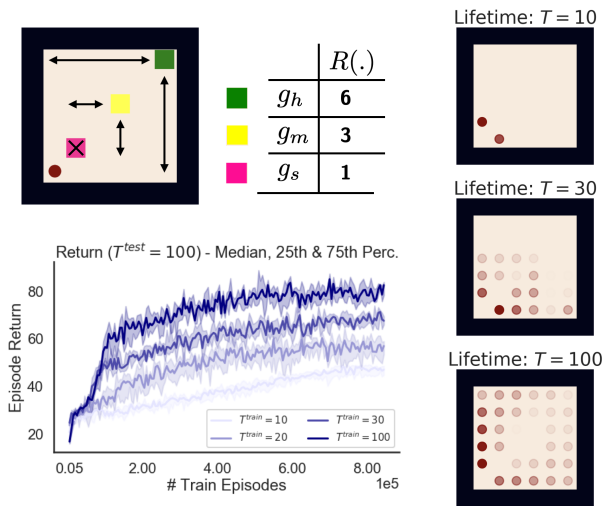 R(.)
g_h 6
g_m 3
g_s 1
Return (T^{test} = 100) - Median, 25th & 75th Perc.
Episode Return
80
60
40
20
T^{train} = 10
T^{train} = 20
T^{train} = 30
T^{train} = 100
0.05 2.00 4.00 6.00 8.00
1e5
# Train Episodes
Lifetime: T = 10
Lifetime: T = 30
Lifetime: T = 100